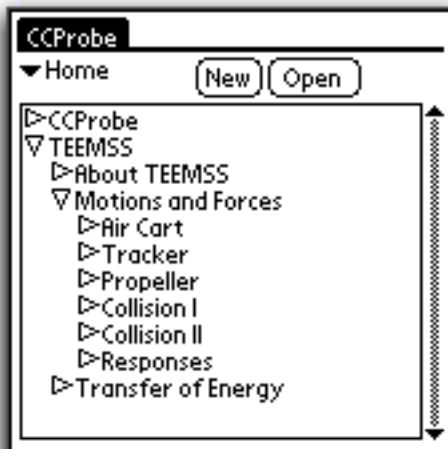 CCProbe
Home New Open
CCProbe
TEEMSS
About TEEMSS
Motions and Forces
Air Cart
Tracker
Propeller
Collision I
Collision II
Responses
Transfer of Energy